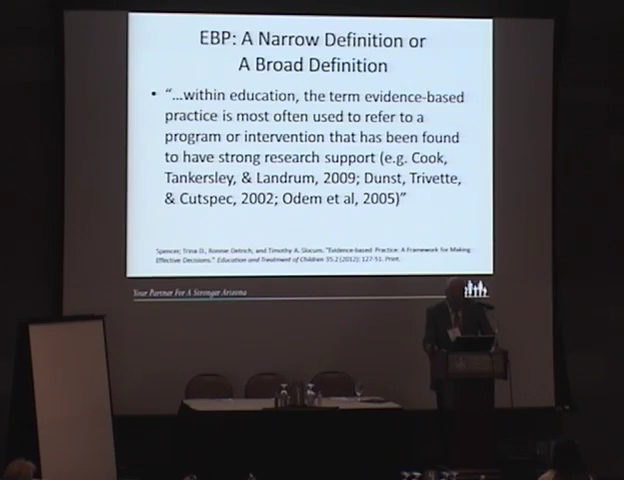 EBP: A Narrow Definition or
A Broad Definition
• "…within education, the term evidence-based
practice is most often used to refer to a
program or intervention that has been found
to have strong research support (e.g. Cook,
Tankersley, & Landrum, 2009; Dunst, Trivette,
& Cutspec, 2002; Odem et al, 2005)"
Spencer, Trina D., Ronnie Detrich, and Timothy A. Slocum. "Evidence-based Practice: A Framework for Making
Effective Decisions." Education and Treatment of Children 35.2 (2012): 127-51. Print.
Your Partner For A Stronger Arizona